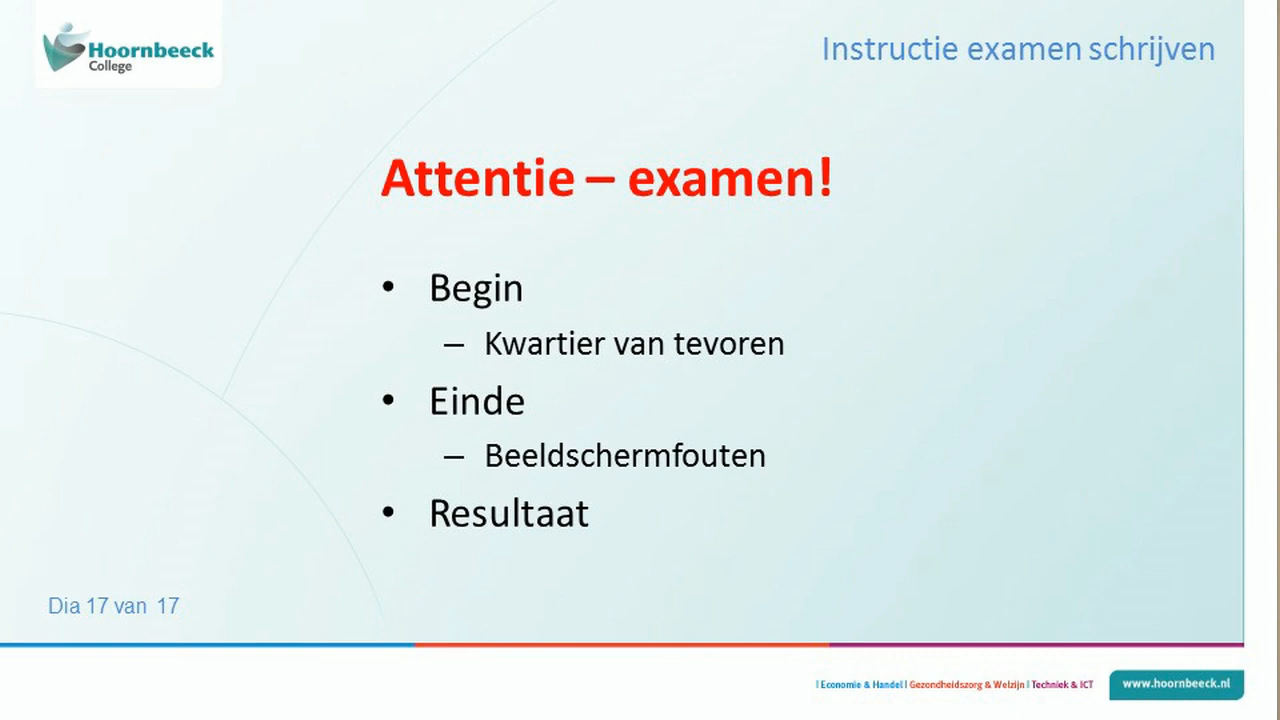 Hoornbeeck
College
Instructie examen schrijven
Attentie – examen!
• Begin
– Kwartier van tevoren
• Einde
– Beeldschermfouten
• Resultaat
Dia 17 van 17
| Economie & Handel | Gezondheidszorg & Welzijn | Techniek & ICT
www.hoornbeeck.nl